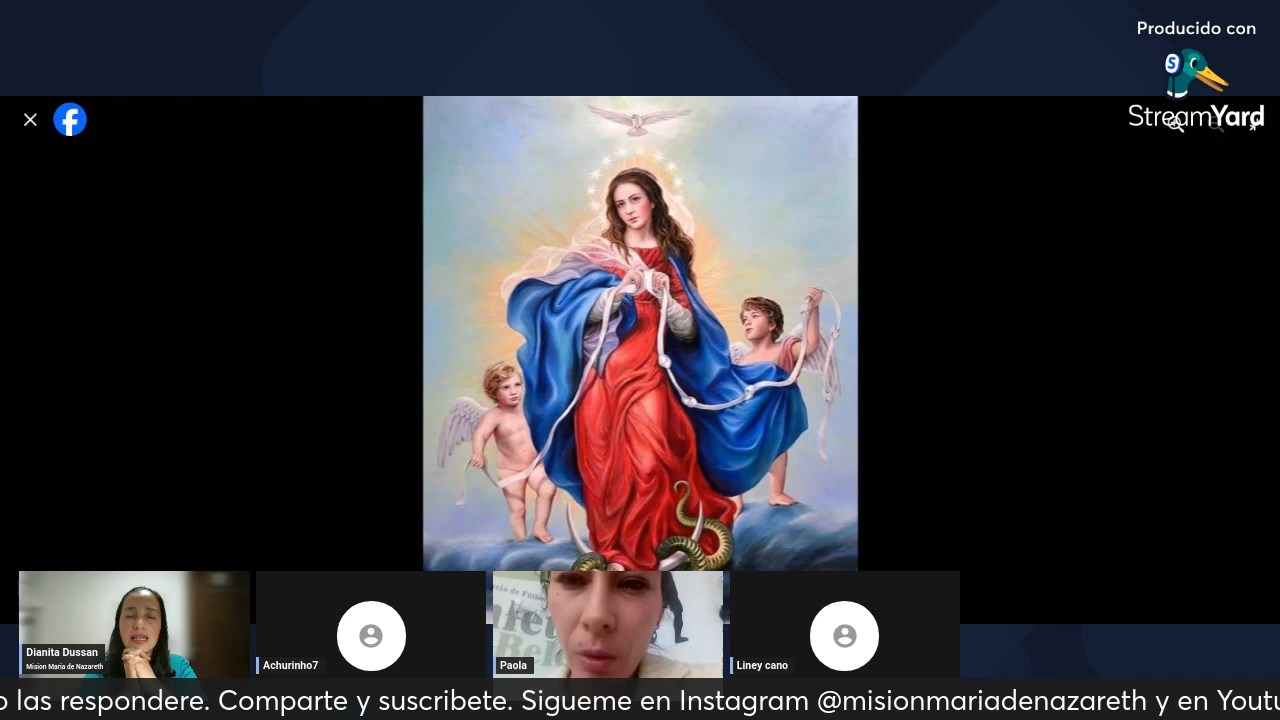 Producido con
StreamYard
Dianita Dussan
Mision Maria de Nazareth
Achurinho7
Paola
Liney cano
o las respondere. Comparte y suscribete. Sigueme en Instagram @misionmariadenazareth y en Youtu